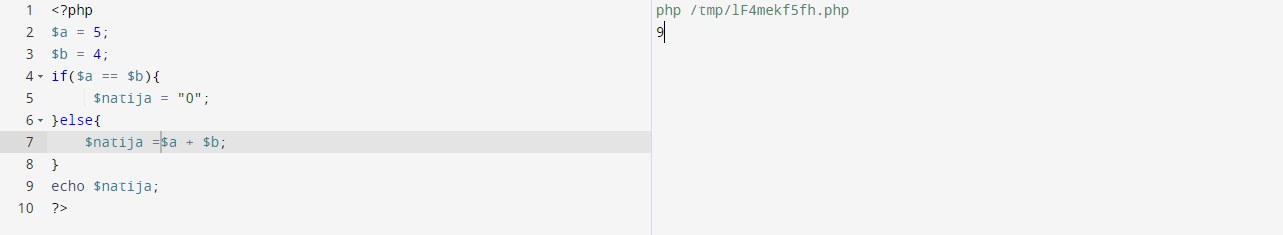 1 <?php
2 $a = 5;
3 $b = 4;
4 if($a == $b){
5 $natija = "0";
6 }else{
7 $natija =$a + $b;
8 }
9 echo $natija;
10 ?>
php /tmp/lF4mekf5fh.php
9